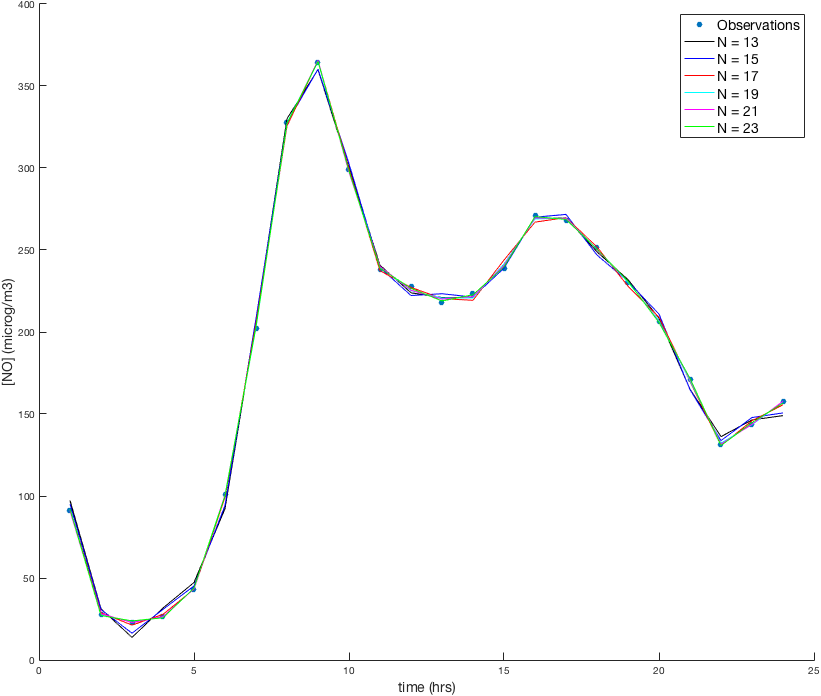 400
350
300
250
200
150
100
50
0
[NO] (microg/m3)
Observations
N = 13
N = 15
N = 17
N = 19
N = 21
N = 23
0 5 10 15 20 25
time (hrs)